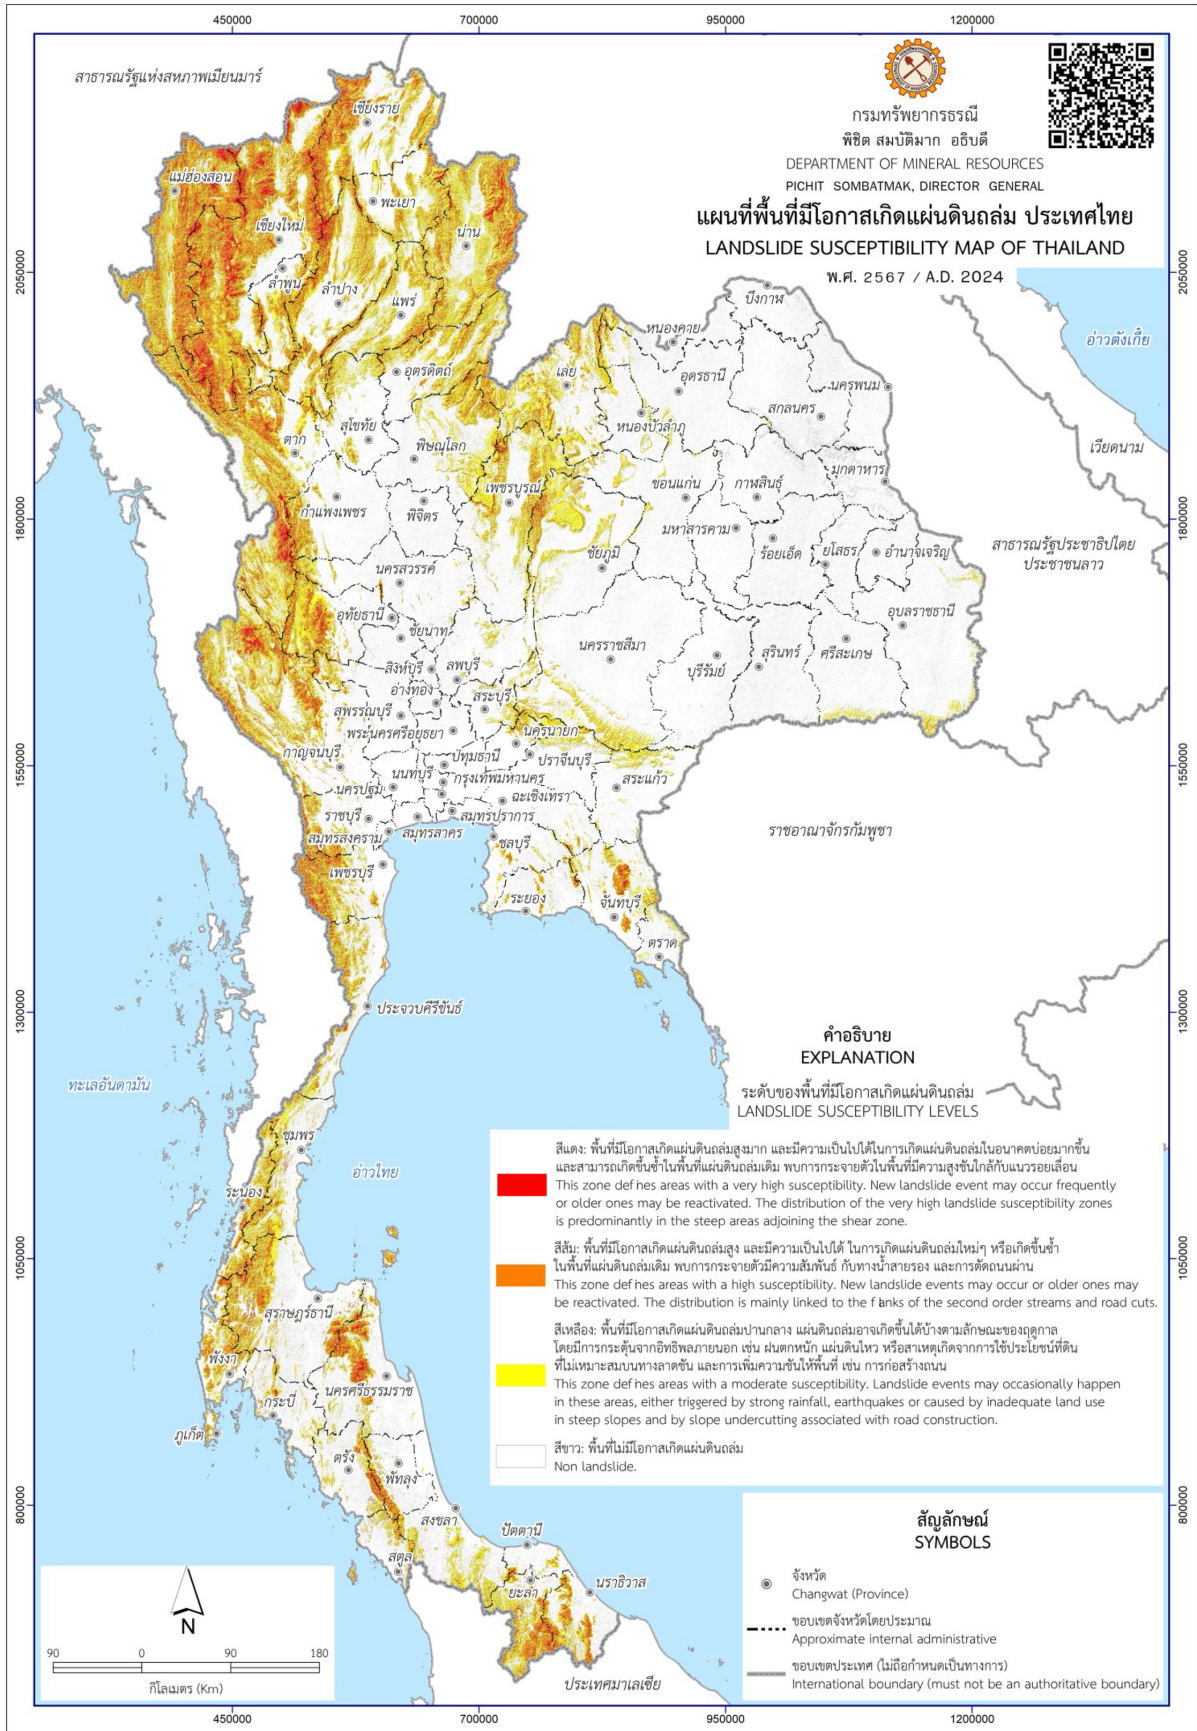 450000
700000
950000
1200000
สาธารณรัฐแห่งสหภาพเมียนมาร์
กรมทรัพยากรธรณี
พิชิต สมบัติมาก อธิบดี
DEPARTMENT OF MINERAL RESOURCES
PICHIT SOMBATMAK, DIRECTOR GENERAL
แผนที่พื้นที่มีโอกาสเกิดแผ่นดินถล่ม ประเทศไทย
LANDSLIDE SUSCEPTIBILITY MAP OF THAILAND
พ.ศ. 2567 / A.D. 2024
2050000
2050000
1800000
1800000
1550000
1550000
1300000
1300000
1050000
1050000
800000
800000
เชียงราย
แม่ฮ่องสอน
พะเยา
เชียงใหม่
น่าน
ลำพูน
ลำปาง
แพร่
บึงกาฬ
อ่าวตังเกี๋ย
หนองคาย
อุตรดิตถ์
เลย
อุดรธานี
นครพนม
สกลนคร
สุโขทัย
หนองบัวลำภู
ตาก
พิษณุโลก
เวียดนาม
มุกดาหาร
เพชรบูรณ์
ขอนแก่น
กาฬสินธุ์
กำแพงเพชร
พิจิตร
มหาสารคาม
ร้อยเอ็ด
ยโสธร
อำนาจเจริญ
สาธารณรัฐประชาธิปไตย
ประชาชนลาว
ชัยภูมิ
นครสวรรค์
อุทัยธานี
ชัยนาท
อุบลราชธานี
นครราชสีมา
บุรีรัมย์
สุรินทร์
ศรีสะเกษ
สิงห์บุรี
ลพบุรี
อ่างทอง
สระบุรี
สุพรรณบุรี
พระนครศรีอยุธยา
นครนายก
กาญจนบุรี
ปทุมธานี
ปราจีนบุรี
นนทบุรี
กรุงเทพมหานคร
สระแก้ว
นครปฐม
ฉะเชิงเทรา
ราชบุรี
สมุทรปราการ
สมุทรสงคราม
สมุทรสาคร
ชลบุรี
ราชอาณาจักรกัมพูชา
เพชรบุรี
ระยอง
จันทบุรี
ตราด
ประจวบคีรีขันธ์
ทะเลอันดามัน
ชุมพร
อ่าวไทย
ระนอง
สุราษฎร์ธานี
พังงา
นครศรีธรรมราช
กระบี่
ภูเก็ต
ตรัง
พัทลุง
สงขลา
ปัตตานี
สตูล
ยะลา
นราธิวาส
ประเทศมาเลเซีย
คำอธิบาย
EXPLANATION
ระดับของพื้นที่มีโอกาสเกิดแผ่นดินถล่ม
LANDSLIDE SUSCEPTIBILITY LEVELS
สีแดง: พื้นที่มีโอกาสเกิดแผ่นดินถล่มสูงมาก และมีความเป็นไปได้ในการเกิดแผ่นดินถล่มในอนาคตบ่อยมากขึ้น
และสามารถเกิดขึ้นซ้ำในพื้นที่แผ่นดินถล่มเดิม พบการกระจายตัวในพื้นที่มีความสูงชันใกล้กับแนวรอยเลื่อน
This zone def nes areas with a very high susceptibility. New landslide event may occur frequently
or older ones may be reactivated. The distribution of the very high landslide susceptibility zones
is predominantly in the steep areas adjoining the shear zone.
สีส้ม: พื้นที่มีโอกาสเกิดแผ่นดินถล่มสูง และมีความเป็นไปได้ ในการเกิดแผ่นดินถล่มใหม่ๆ หรือเกิดขึ้นซ้ำ
ในพื้นที่แผ่นดินถล่มเดิม พบการกระจายตัวมีความสัมพันธ์ กับทางน้ำสายรอง และการตัดถนนผ่าน
This zone def nes areas with a high susceptibility. New landslide events may occur or older ones may
be reactivated. The distribution is mainly linked to the f anks of the second order streams and road cuts.
สีเหลือง: พื้นที่มีโอกาสเกิดแผ่นดินถล่มปานกลาง แผ่นดินถล่มอาจเกิดขึ้นได้บ้างตามลักษณะของฤดูกาล
โดยมีการกระตุ้นจากอิทธิพลภายนอก เช่น ฝนตกหนัก แผ่นดินไหว หรือสาเหตุเกิดจากการใช้ประโยชน์ที่ดิน
ที่ไม่เหมาะสมบนทางลาดชัน และการเพิ่มความชันให้พื้นที่ เช่น การก่อสร้างถนน
This zone def nes areas with a moderate susceptibility. Landslide events may occasionally happen
in these areas, either triggered by strong rainfall, earthquakes or caused by inadequate land use
in steep slopes and by slope undercutting associated with road construction.
สีขาว: พื้นที่ไม่มีโอกาสเกิดแผ่นดินถล่ม
Non landslide.
สัญลักษณ์
SYMBOLS
จังหวัด
Changwat (Province)
ขอบเขตจังหวัดโดยประมาณ
Approximate internal administrative
ขอบเขตประเทศ (ไม่ถือกำหนดเป็นทางการ)
International boundary (must not be an authoritative boundary)
N
90 0 90 180
กิโลเมตร (Km)
450000
700000
950000
1200000